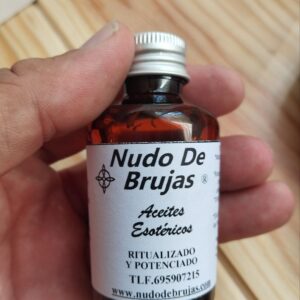 Nudo De
Brujas ®
Aceites
Esotéricos
RITUALIZADO
Y POTENCIADO
TLF.695907215
www.nudodebrujas.com